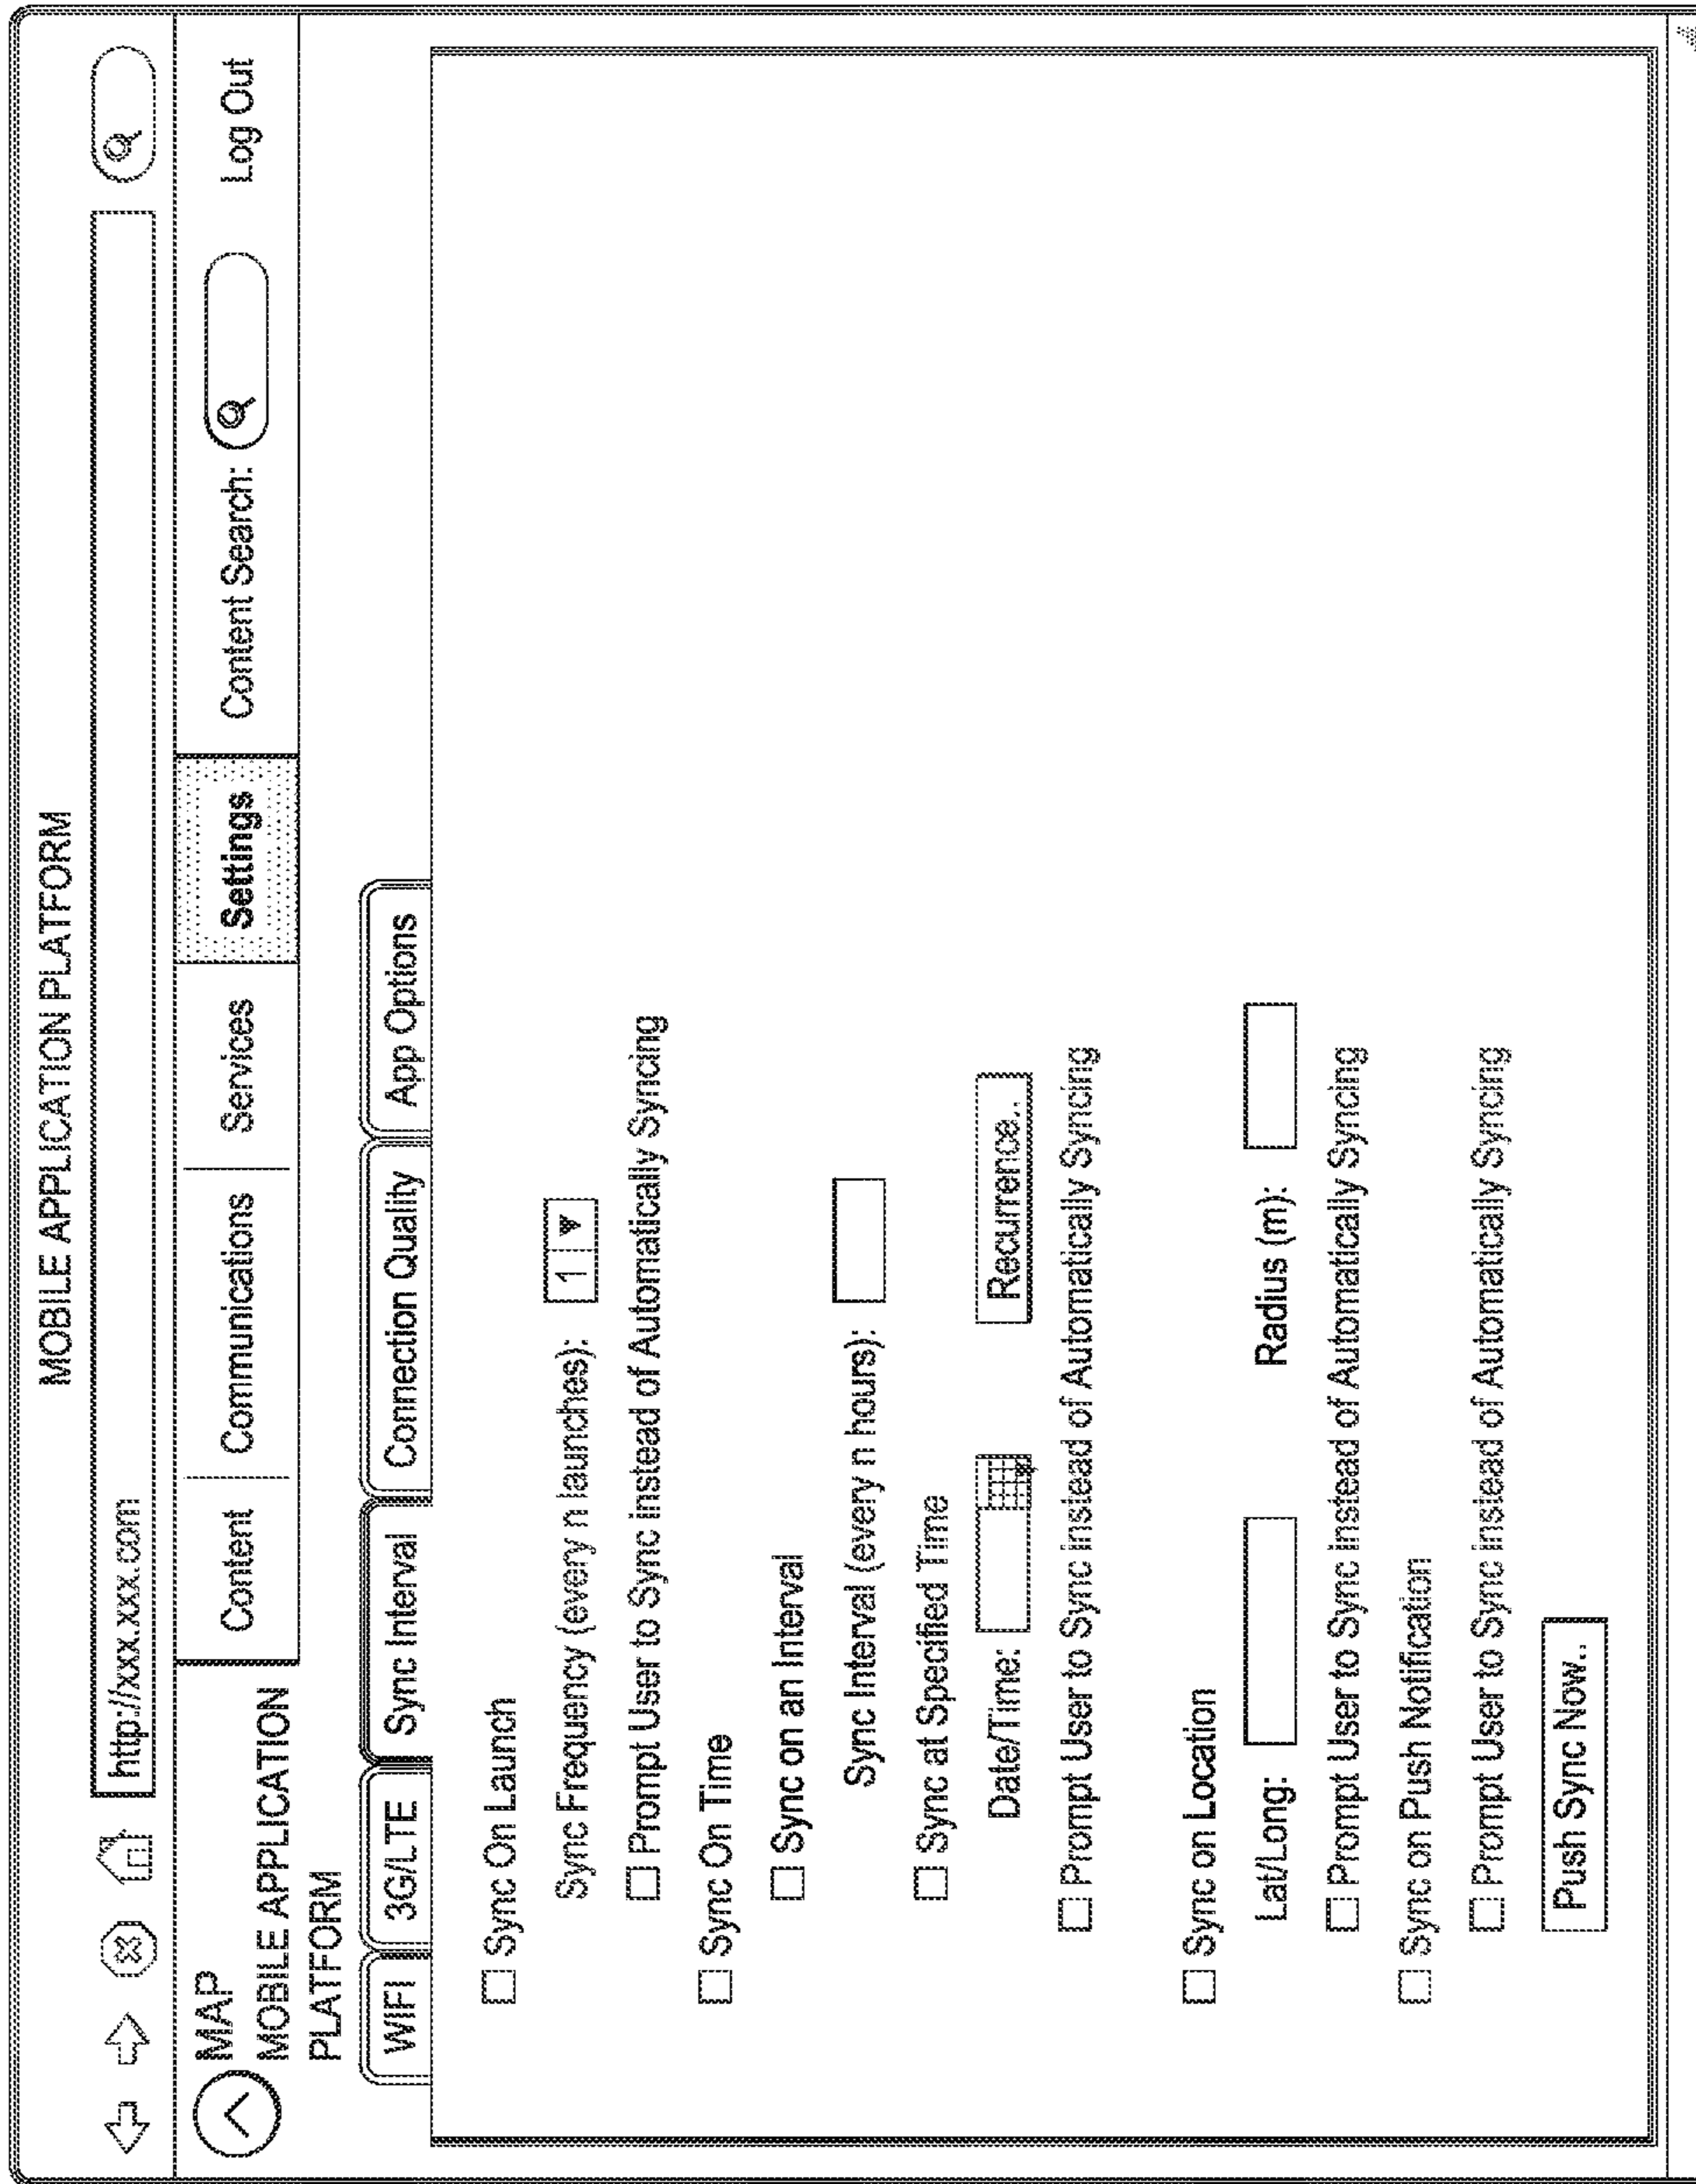 MOBILE APPLICATION PLATFORM
http://xxx.xxx.com
MAP
MOBILE APPLICATION
PLATFORM
Content Communications Services Settings Content Search: Log Out
WIFI 3G/LTE Sync Interval Connection Quality App Options
Sync On Launch
Sync Frequency (every n launches): 1
Prompt User to Sync instead of Automatically Syncing
Sync On Time
Sync on an Interval
Sync Interval (every n hours):
Sync at Specified Time
Date/Time: Recurrence..
Prompt User to Sync instead of Automatically Syncing
Sync on Location
Lat/Long: Radius (m):
Prompt User to Sync instead of Automatically Syncing
Sync on Push Notification
Prompt User to Sync instead of Automatically Syncing
Push Sync Now..